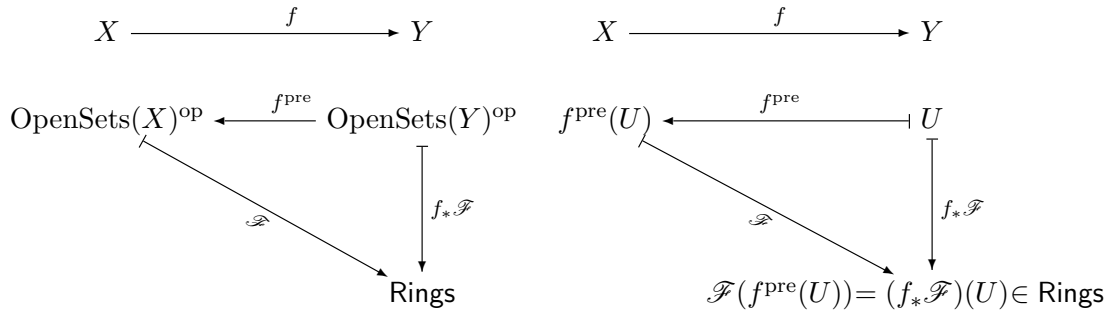 X f Y X f Y
OpenSets(X)^op f^pre OpenSets(Y)^op f^pre(U) f^pre U
ℱ f_*ℱ ℱ f_*ℱ
Rings ℱ(f^pre(U))= (f_*ℱ)(U)∈ Rings